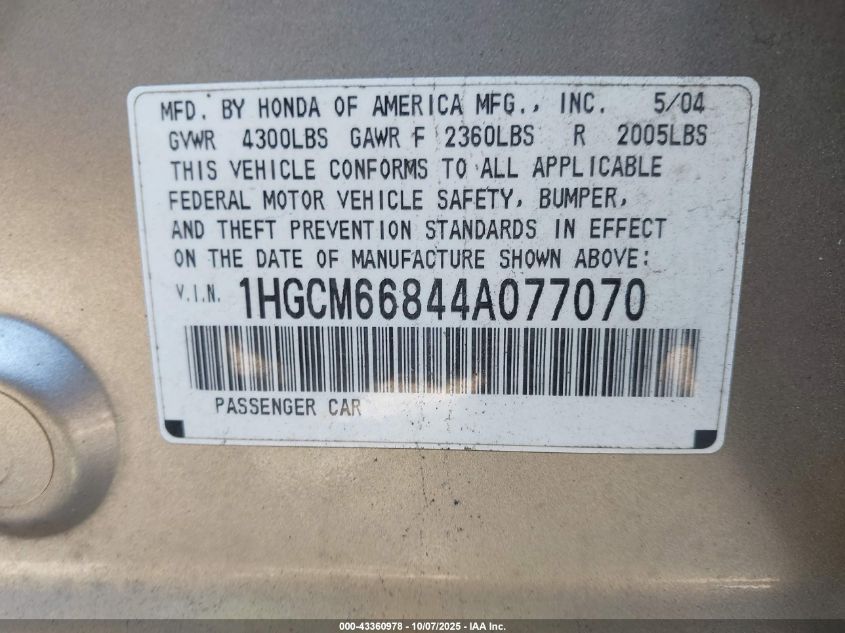 MFD. BY HONDA OF AMERICA MFG., INC. 5/04
GVWR 4300LBS GAWR F 2360LBS R 2005LBS
THIS VEHICLE CONFORMS TO ALL APPLICABLE
FEDERAL MOTOR VEHICLE SAFETY, BUMPER,
AND THEFT PREVENTION STANDARDS IN EFFECT
ON THE DATE OF MANUFACTURE SHOWN ABOVE:
V.I.N. 1HGCM66844A077070
PASSENGER CAR
000-43360978 - 10/07/2025 - IAA Inc.